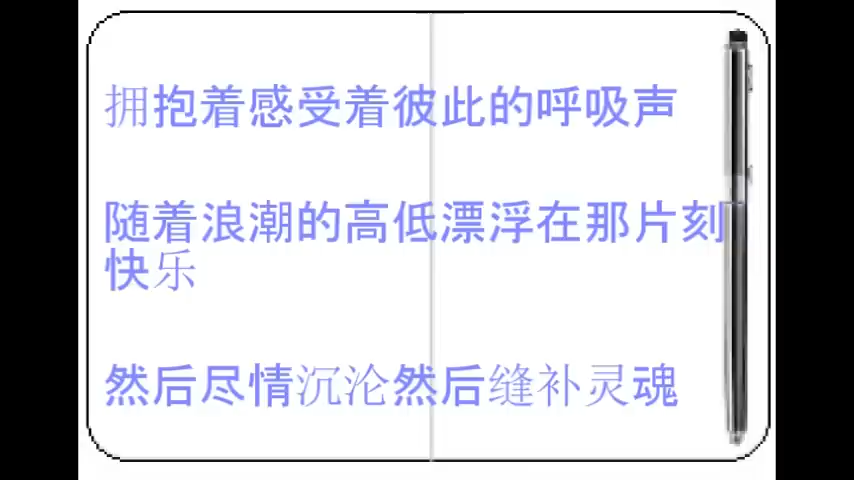 拥抱着感受着彼此的呼吸声
随着浪潮的高低漂浮在那片刻
快乐
然后尽情沉沦然后缝补灵魂